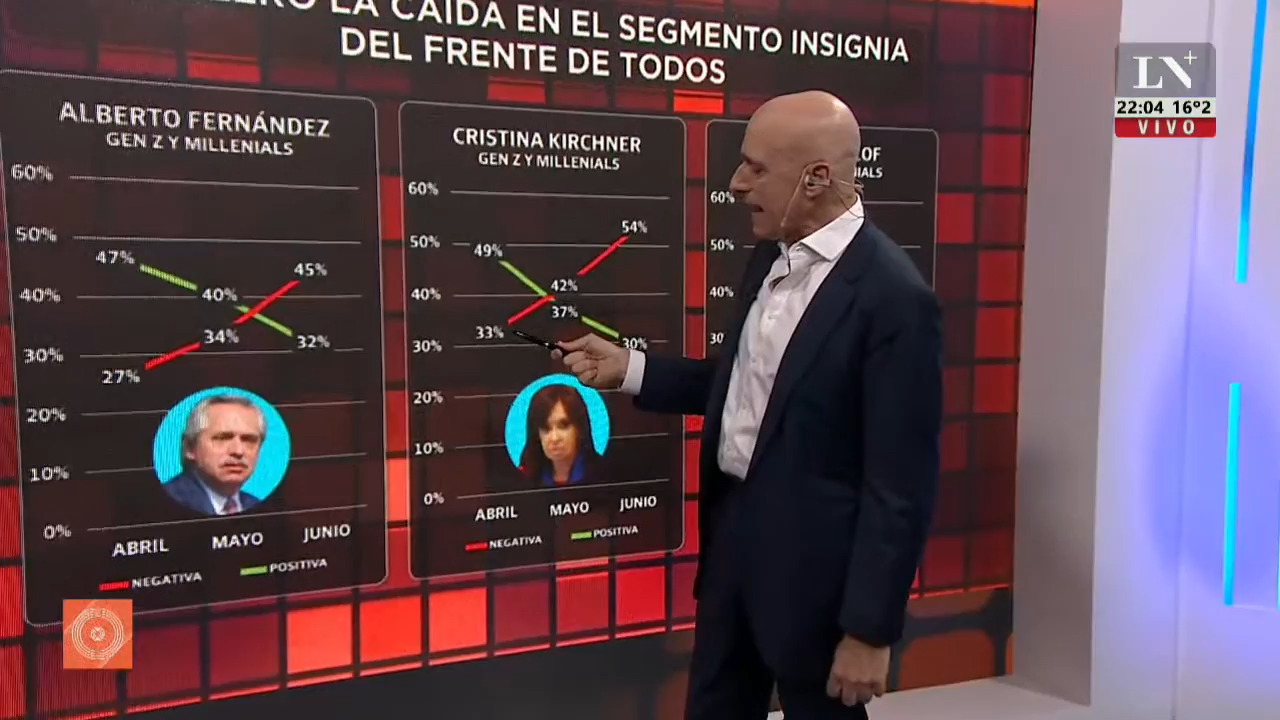 LA CAÍDA EN EL SEGMENTO INSIGNIA
DEL FRENTE DE TODOS
LN+
22:04 16º2
VIVO
ALBERTO FERNÁNDEZ
GEN Z Y MILLENIALS
60%
50%
40%
30%
20%
10%
0%
47%
40%
45%
34%
32%
27%
ABRIL MAYO JUNIO
NEGATIVA POSITIVA
CRISTINA KIRCHNER
GEN Z Y MILLENIALS
60%
50%
40%
30%
20%
10%
0%
49%
42%
54%
33%
37%
30%
ABRIL MAYO JUNIO
NEGATIVA POSITIVA
60%
50%
40%